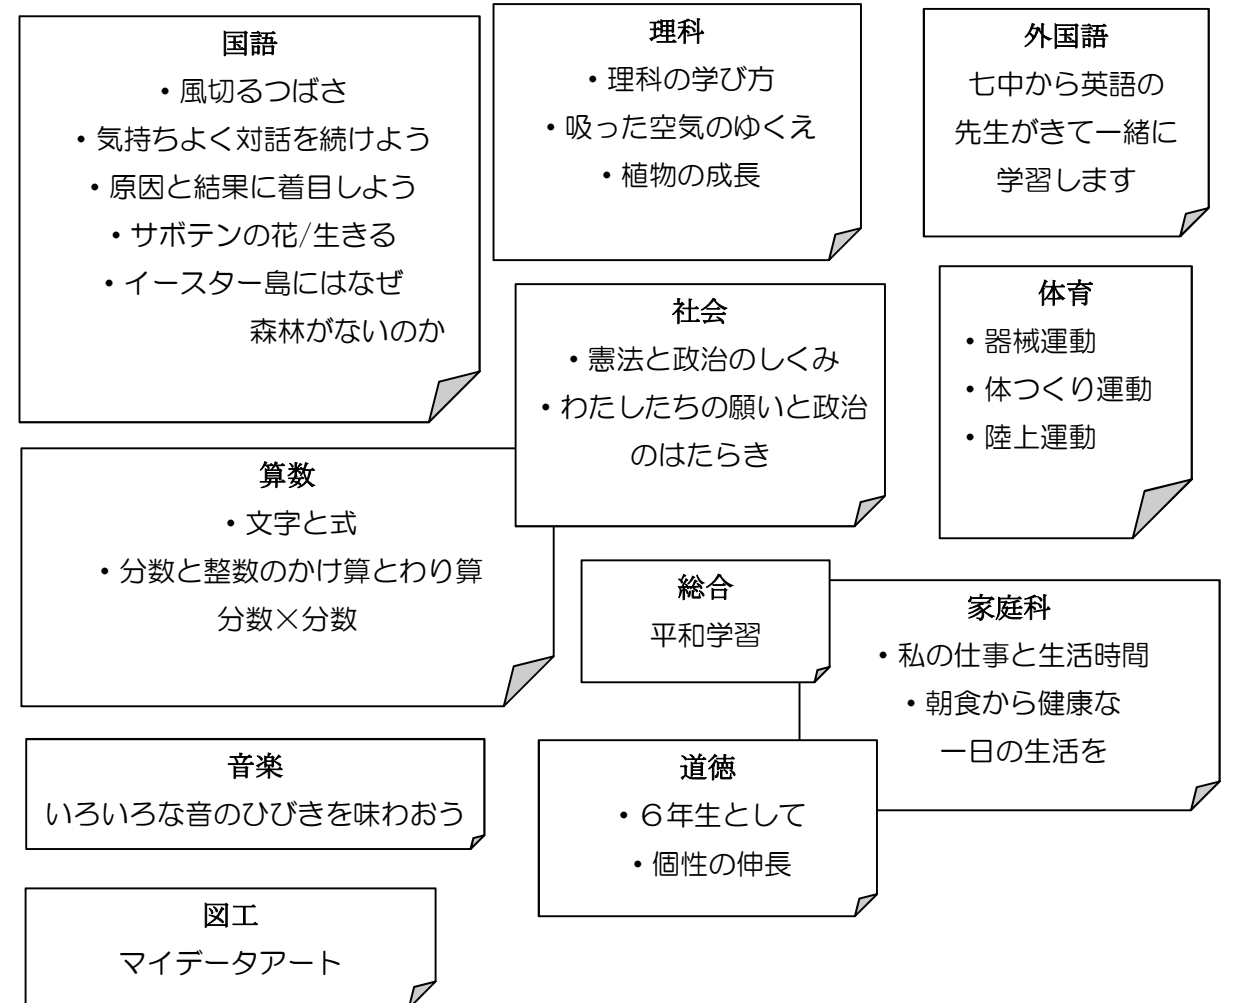 国語
・風切るつばさ
・気持ちよく対話を続けよう
・原因と結果に着目しよう
・サボテンの花/生きる
・イースター島にはなぜ
森林がないのか
理科
・理科の学び方
・吸った空気のゆくえ
・植物の成長
外国語
七中から英語の
先生がきて一緒に
学習します
社会
・憲法と政治のしくみ
・わたしたちの願いと政治
のはたらき
体育
・器械運動
・体つくり運動
・陸上運動
算数
・文字と式
・分数と整数のかけ算とわり算
分数×分数
総合
平和学習
家庭科
・私の仕事と生活時間
・朝食から健康な
一日の生活を
音楽
いろいろな音のひびきを味わおう
道徳
・６年生として
・個性の伸長
図工
マイデータアート